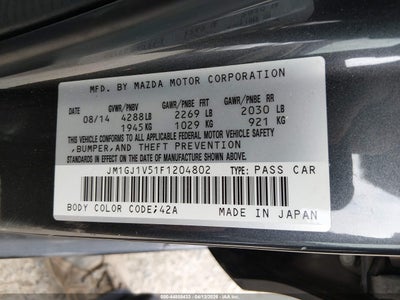 MFD. BY MAZDA MOTOR CORPORATION
DATE GVWR/PNBV GAWR/PNBE FRT GAWR/PNBE RR
08/14 4288LB 2269 LB 2030 LB
1945KG 1029 KG 921 KG
THIS VEHICLE CONFORMS TO ALL APPLICABLE FEDERAL MOTOR VEHICLE SAFETY
,BUMPER,AND THEFT PREVENTION
STANDARDS IN EFFECT ON THE DATE OF MANUFACTURE SHOWN ABOVE.
JM1GJ1V51F1204802 TYPE: PASS CAR
BODY COLOR CODE;42A MADE IN JAPAN